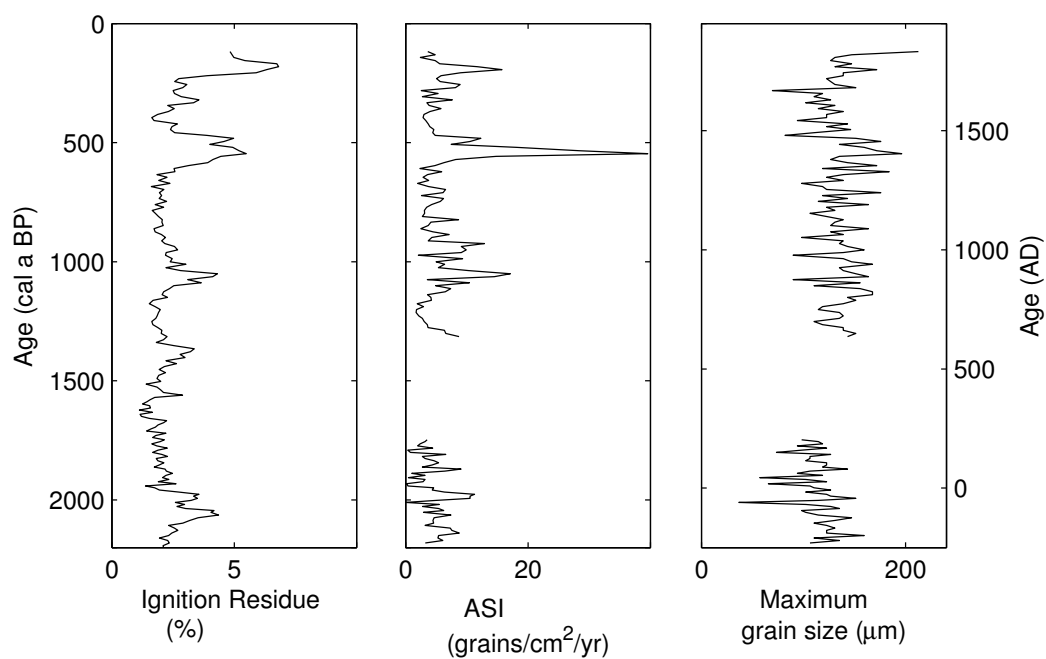 0
500
1000
1500
2000
Age (cal a BP)
0 5
Ignition Residue
(%)
0 20
ASI
(grains/cm²/yr)
0 200
Maximum
grain size (μm)
1500
1000
500
0
Age (AD)